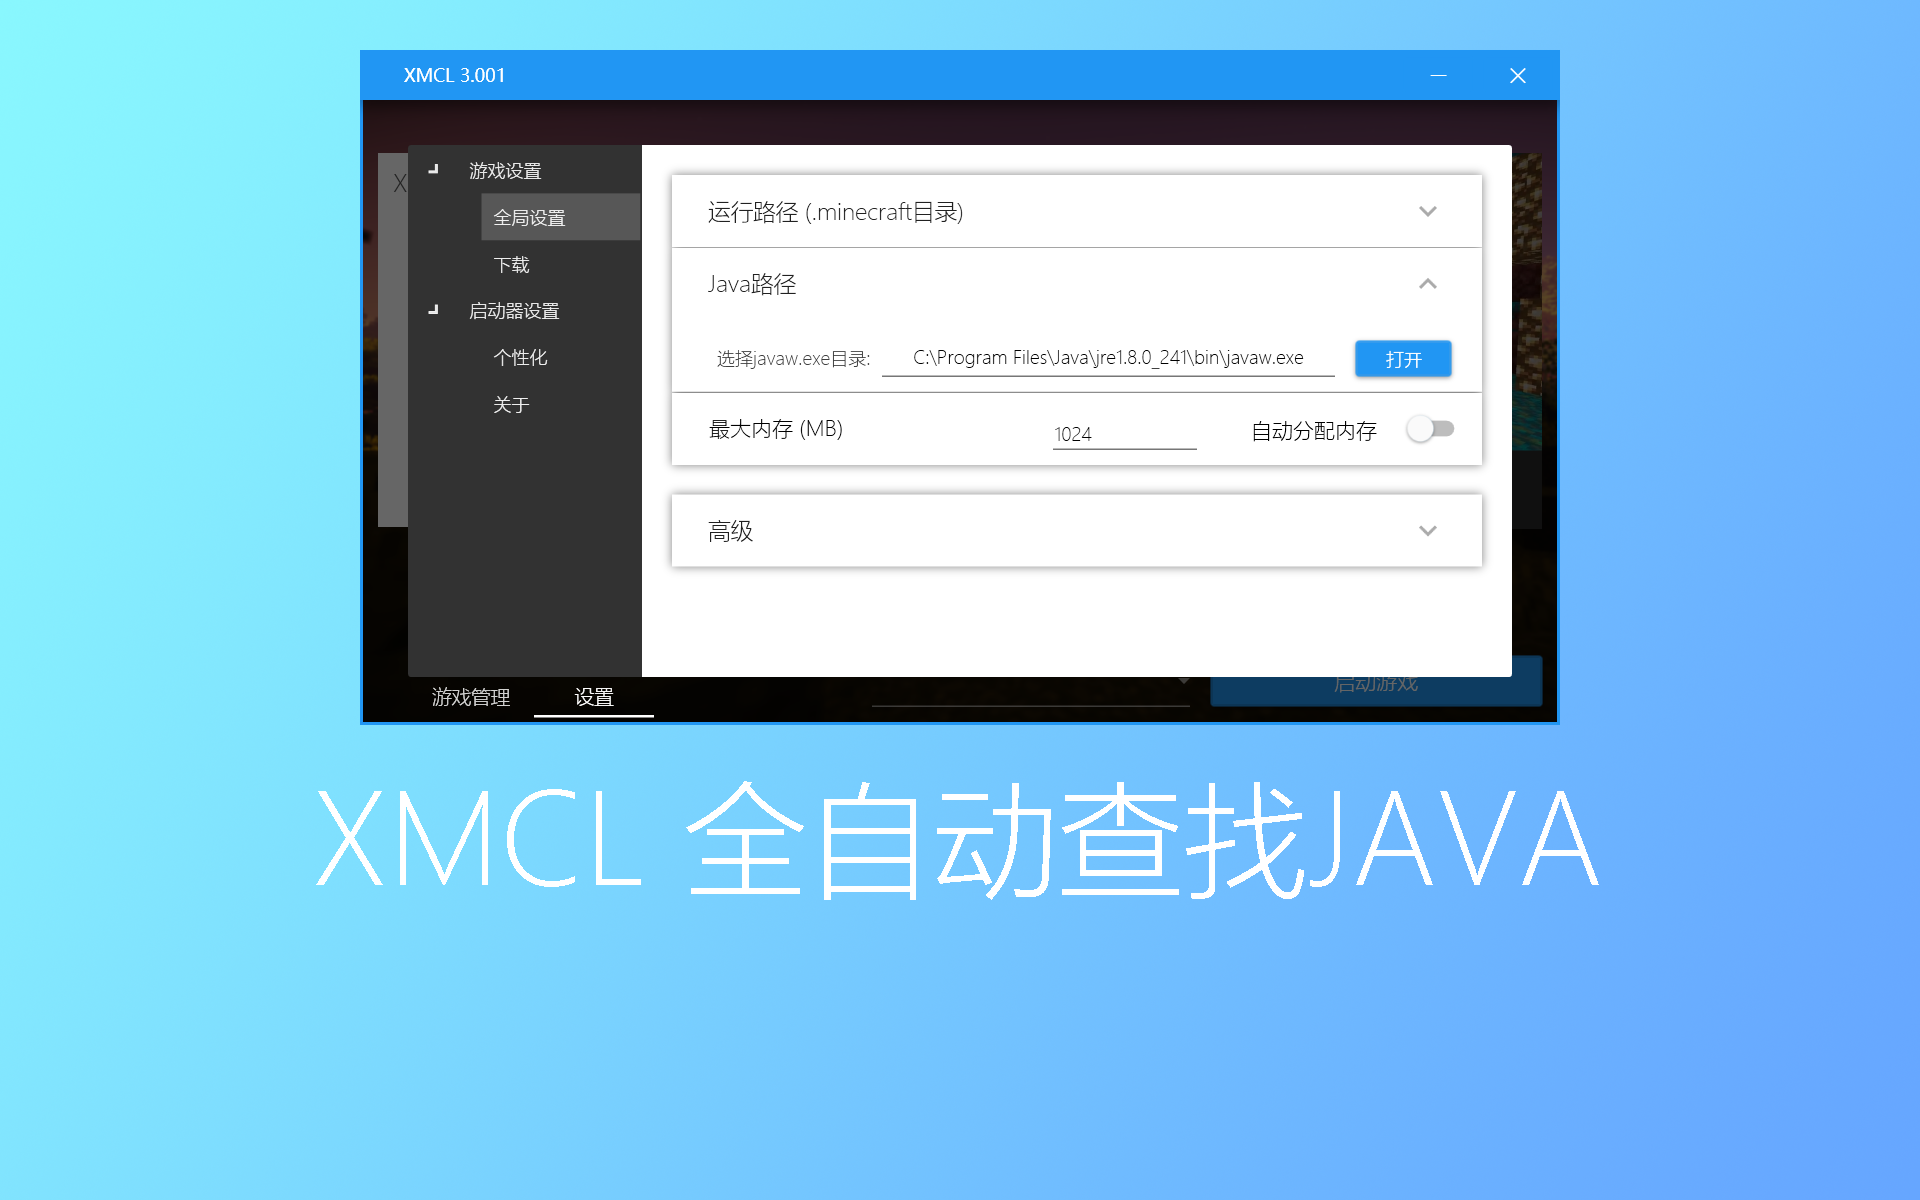 XMCL 3.001
X
游戏设置
全局设置
下载
启动器设置
个性化
关于
运行路径 (.minecraft目录)
Java路径
选择javaw.exe目录: C:\Program Files\Java\jre1.8.0_241\bin\javaw.exe 打开
最大内存 (MB) 1024 自动分配内存
高级
游戏管理 设置 启动游戏
XMCL 全自动查找JAVA